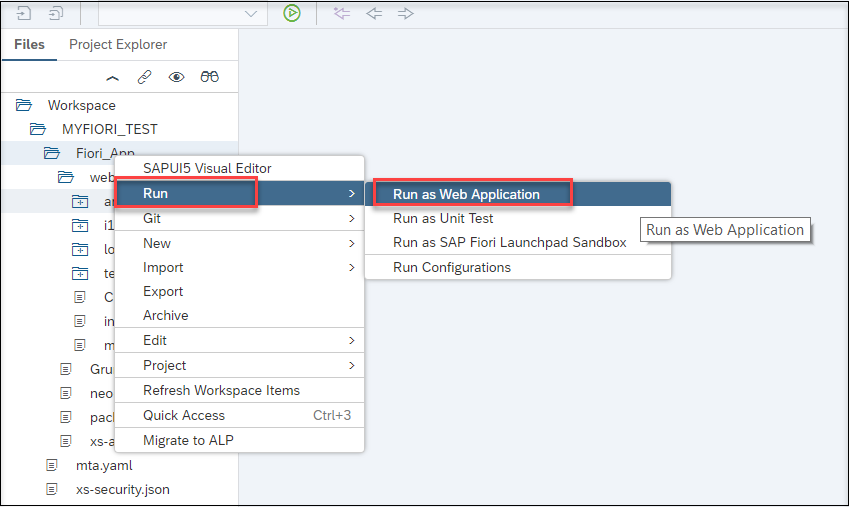 Files Project Explorer
Workspace
MYFIORI_TEST
Fiori_App
SAPUI5 Visual Editor
web
Run
Run as Web Application
ar
Git
Run as Unit Test
i1
Run as Web Application
New
Run as SAP Fiori Launchpad Sandbox
lo
Import
Run Configurations
te
Export
C
Archive
in
Edit
m
Project
Gru
Refresh Workspace Items
neo
Quick Access Ctrl+3
pack
Migrate to ALP
xs-a
mta.yaml
xs-security.json